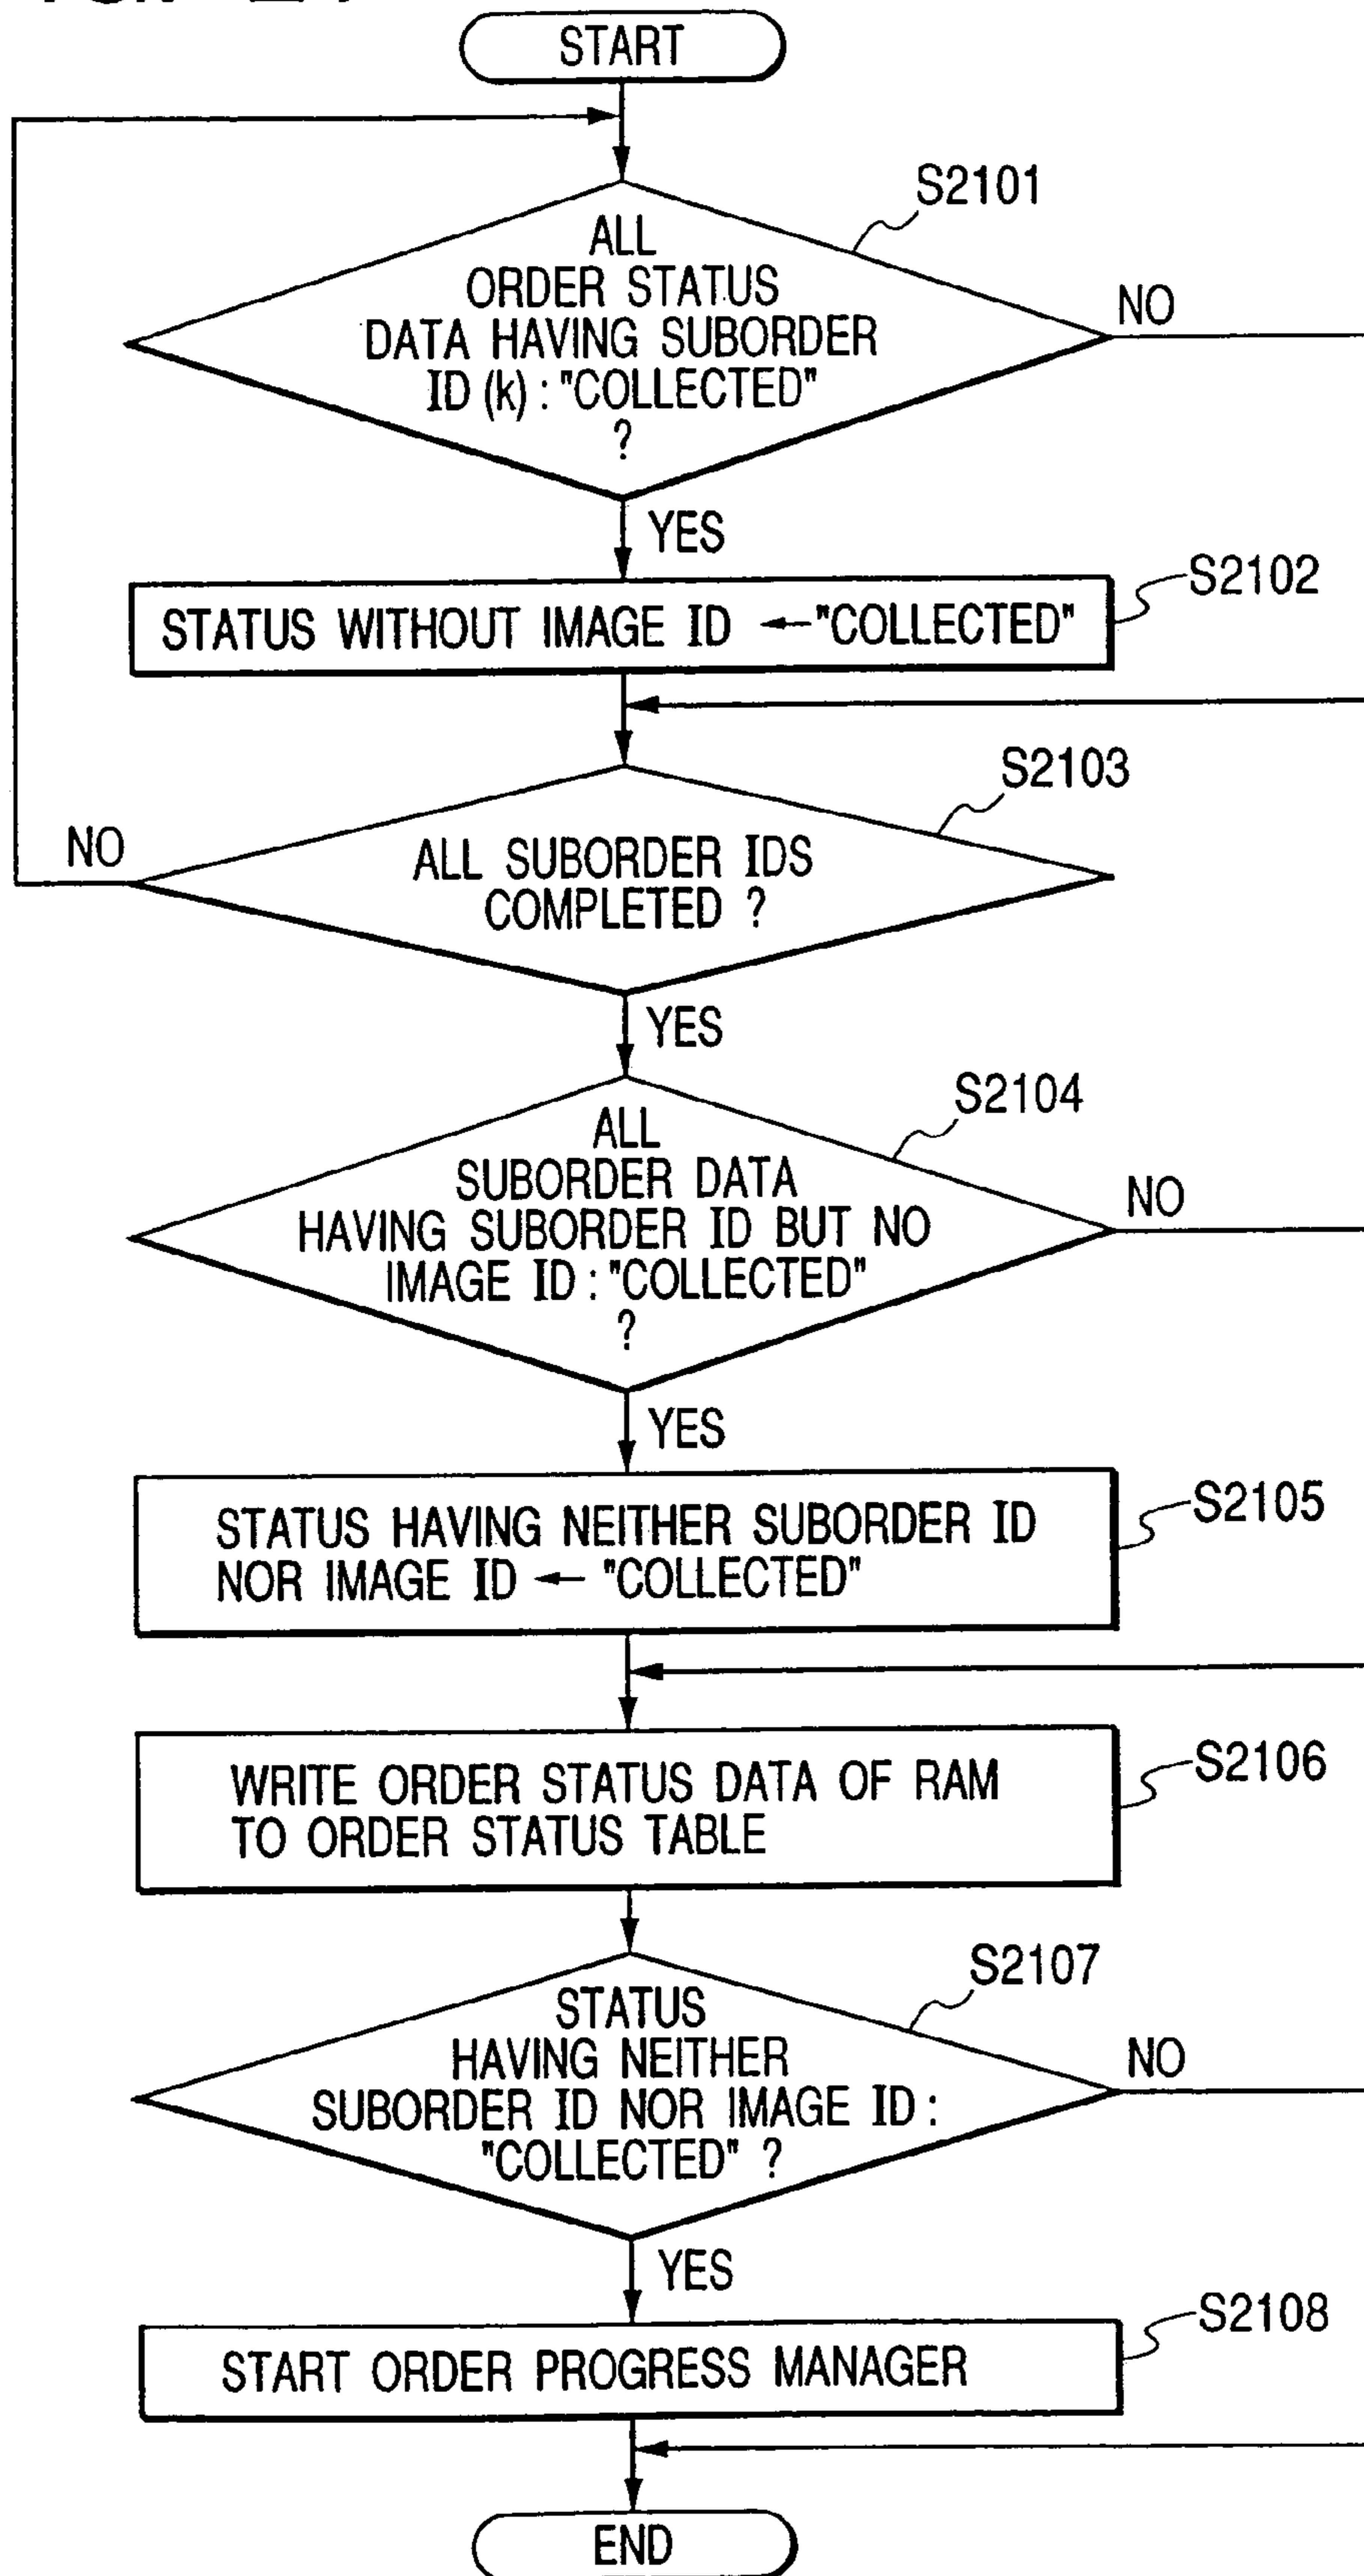 START
S2101
ALL
ORDER STATUS
DATA HAVING SUBORDER
ID (k) : "COLLECTED"
?
NO
YES
S2102
STATUS WITHOUT IMAGE ID ←"COLLECTED"
S2103
NO
ALL SUBORDER IDS
COMPLETED ?
YES
S2104
ALL
SUBORDER DATA
HAVING SUBORDER ID BUT NO
IMAGE ID : "COLLECTED"
?
NO
YES
S2105
STATUS HAVING NEITHER SUBORDER ID
NOR IMAGE ID ← "COLLECTED"
S2106
WRITE ORDER STATUS DATA OF RAM
TO ORDER STATUS TABLE
S2107
STATUS
HAVING NEITHER
SUBORDER ID NOR IMAGE ID :
"COLLECTED" ?
NO
YES
S2108
START ORDER PROGRESS MANAGER
END